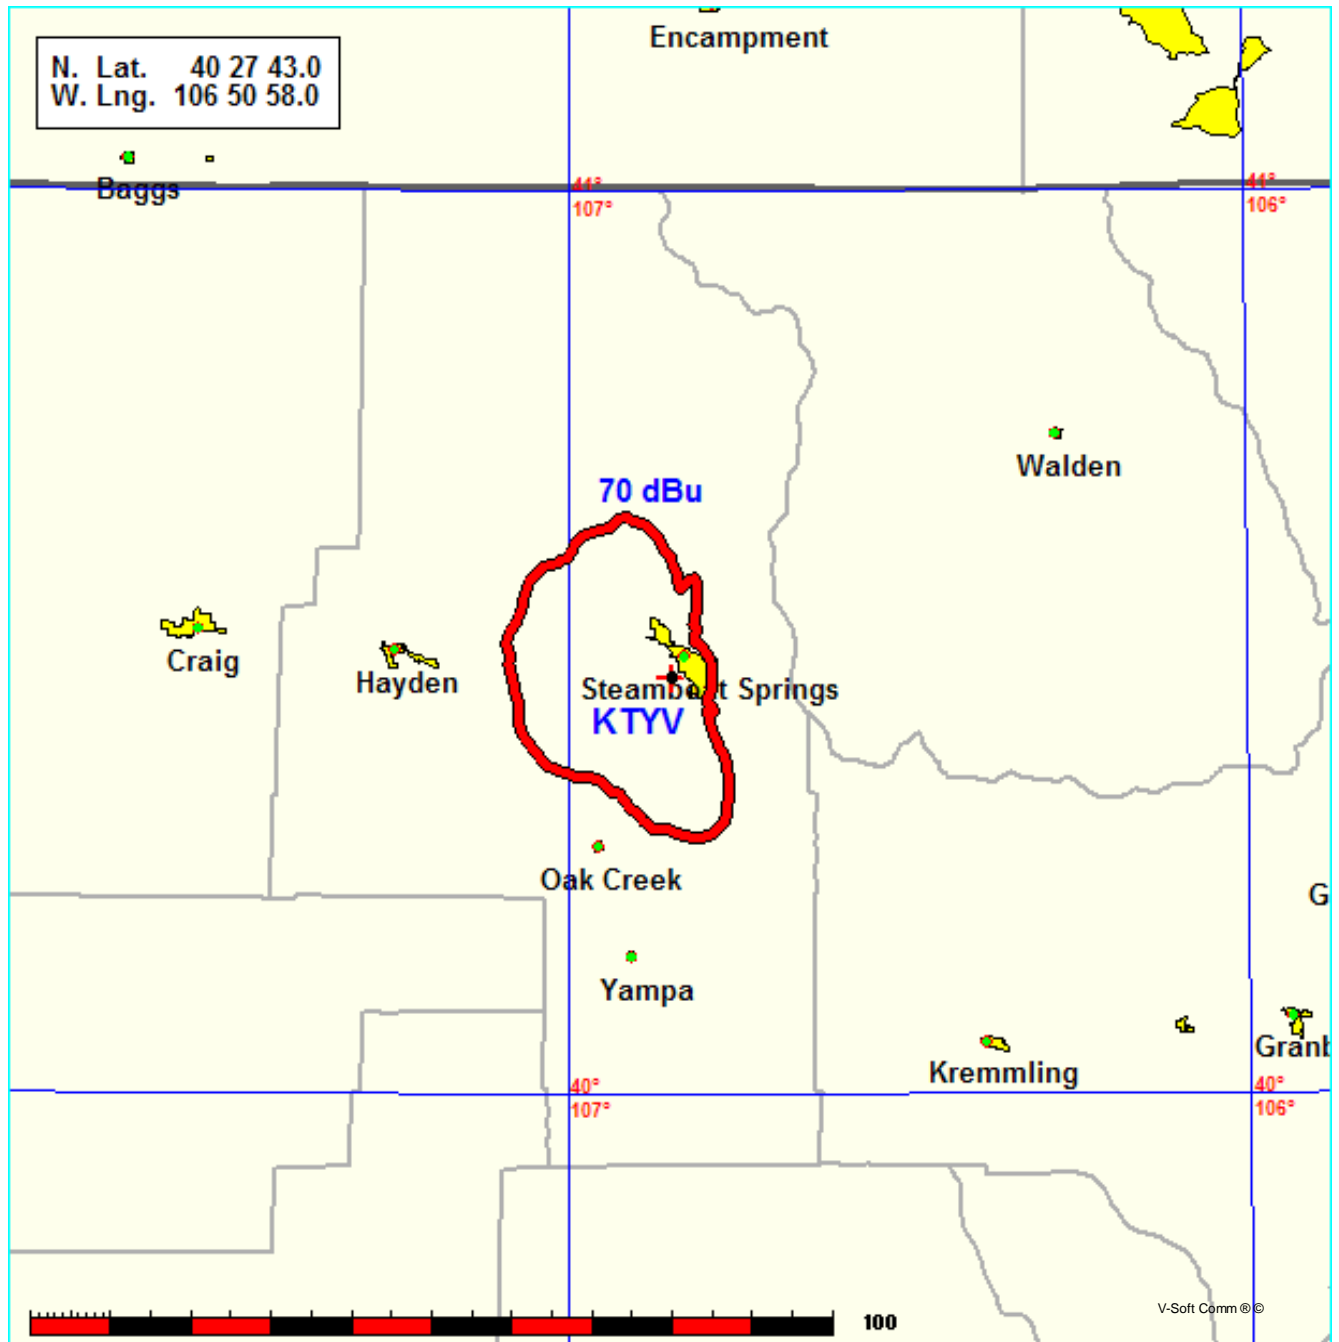 Encampment
N. Lat. 40 27 43.0
W. Lng. 106 50 58.0
Baggs
41°
107°
41°
106°
Walden
70 dBu
Craig
Hayden
Steamboat Springs
KTYV
Oak Creek
G
Yampa
Granb
Kremmling
40°
107°
40°
106°
V-Soft Comm ® ©
100